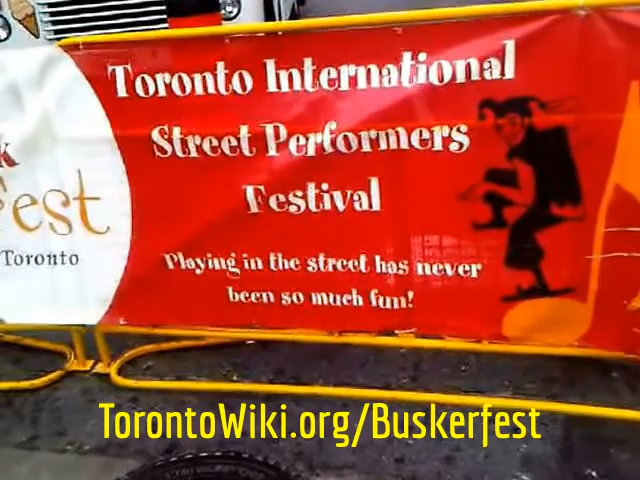 Toronto International
Street Performers
Festival
Playing in the street has never
been so much fun!
k
Fest
Toronto
TorontoWiki.org/Buskerfest